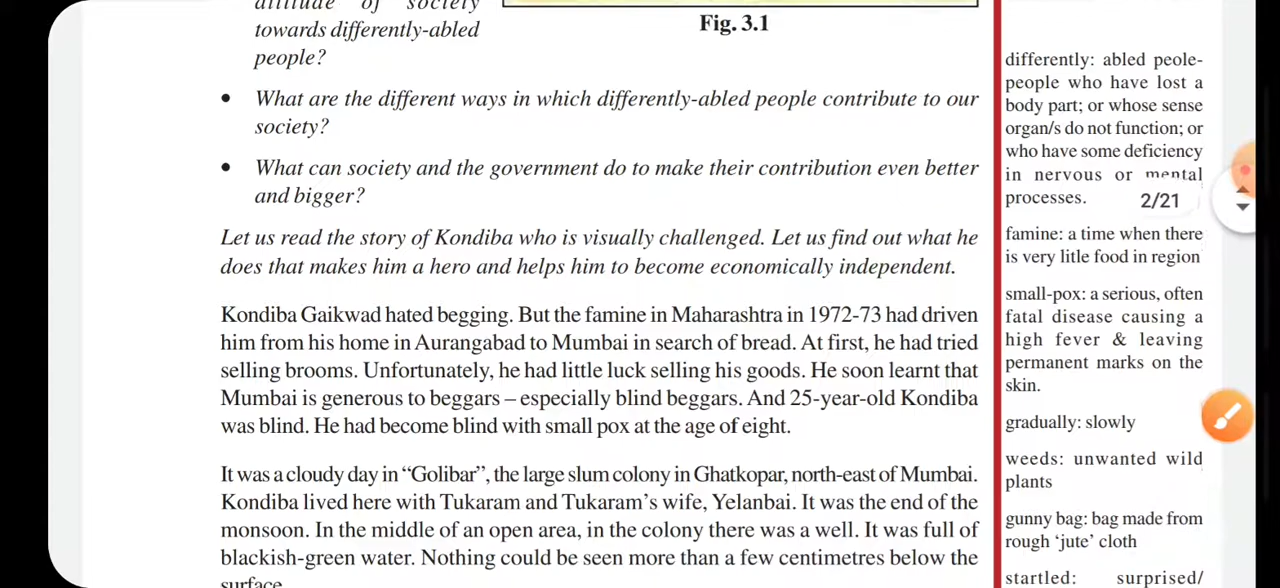 attitude of society
towards differently-abled
people?
Fig. 3.1
• What are the different ways in which differently-abled people contribute to our
society?
• What can society and the government do to make their contribution even better
and bigger?
Let us read the story of Kondiba who is visually challenged. Let us find out what he
does that makes him a hero and helps him to become economically independent.
Kondiba Gaikwad hated begging. But the famine in Maharashtra in 1972-73 had driven
him from his home in Aurangabad to Mumbai in search of bread. At first, he had tried
selling brooms. Unfortunately, he had little luck selling his goods. He soon learnt that
Mumbai is generous to beggars – especially blind beggars. And 25-year-old Kondiba
was blind. He had become blind with small pox at the age of eight.
It was a cloudy day in “Golibar”, the large slum colony in Ghatkopar, north-east of Mumbai.
Kondiba lived here with Tukaram and Tukaram’s wife, Yelanbai. It was the end of the
monsoon. In the middle of an open area, in the colony there was a well. It was full of
blackish-green water. Nothing could be seen more than a few centimetres below the
surface.
differently: abled peole-
people who have lost a
body part; or whose sense
organ/s do not function; or
who have some deficiency
in nervous or mental
processes.
2/21
famine: a time when there
is very litle food in region
small-pox: a serious, often
fatal disease causing a
high fever & leaving
permanent marks on the
skin.
gradually: slowly
weeds: unwanted wild
plants
gunny bag: bag made from
rough ‘jute’ cloth
startled: surprised/